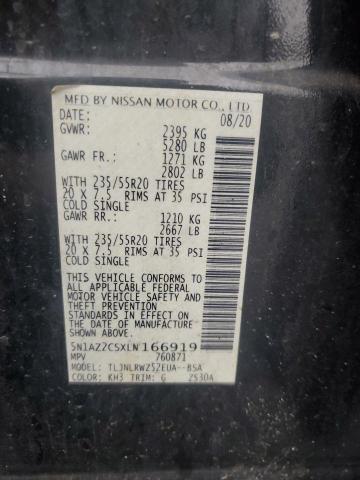 MFD BY NISSAN MOTOR CO., LTD
DATE: 08/20
GVWR: 2395 KG
5280 LB
GAWR FR.: 1271 KG
2802 LB
WITH 235/55R20 TIRES
20 X 7.5 RIMS AT 35 PSI
COLD SINGLE
GAWR RR.: 1210 KG
2667 LB
WITH 235/55R20 TIRES
20 X 7.5 RIMS AT 35 PSI
COLD SINGLE
THIS VEHICLE CONFORMS TO
ALL APPLICABLE FEDERAL
MOTOR VEHICLE SAFETY
AND THEFT PREVENTION
STANDARDS IN EFFECT ON
THE DATE OF MANUFACTURE
SHOWN ABOVE.
5N1AZ2CSXLN166919
MPV 760871
MODEL: TLJNLRWZ52EUA--BSA
COLOR: KH3 TRIM: G 2530A